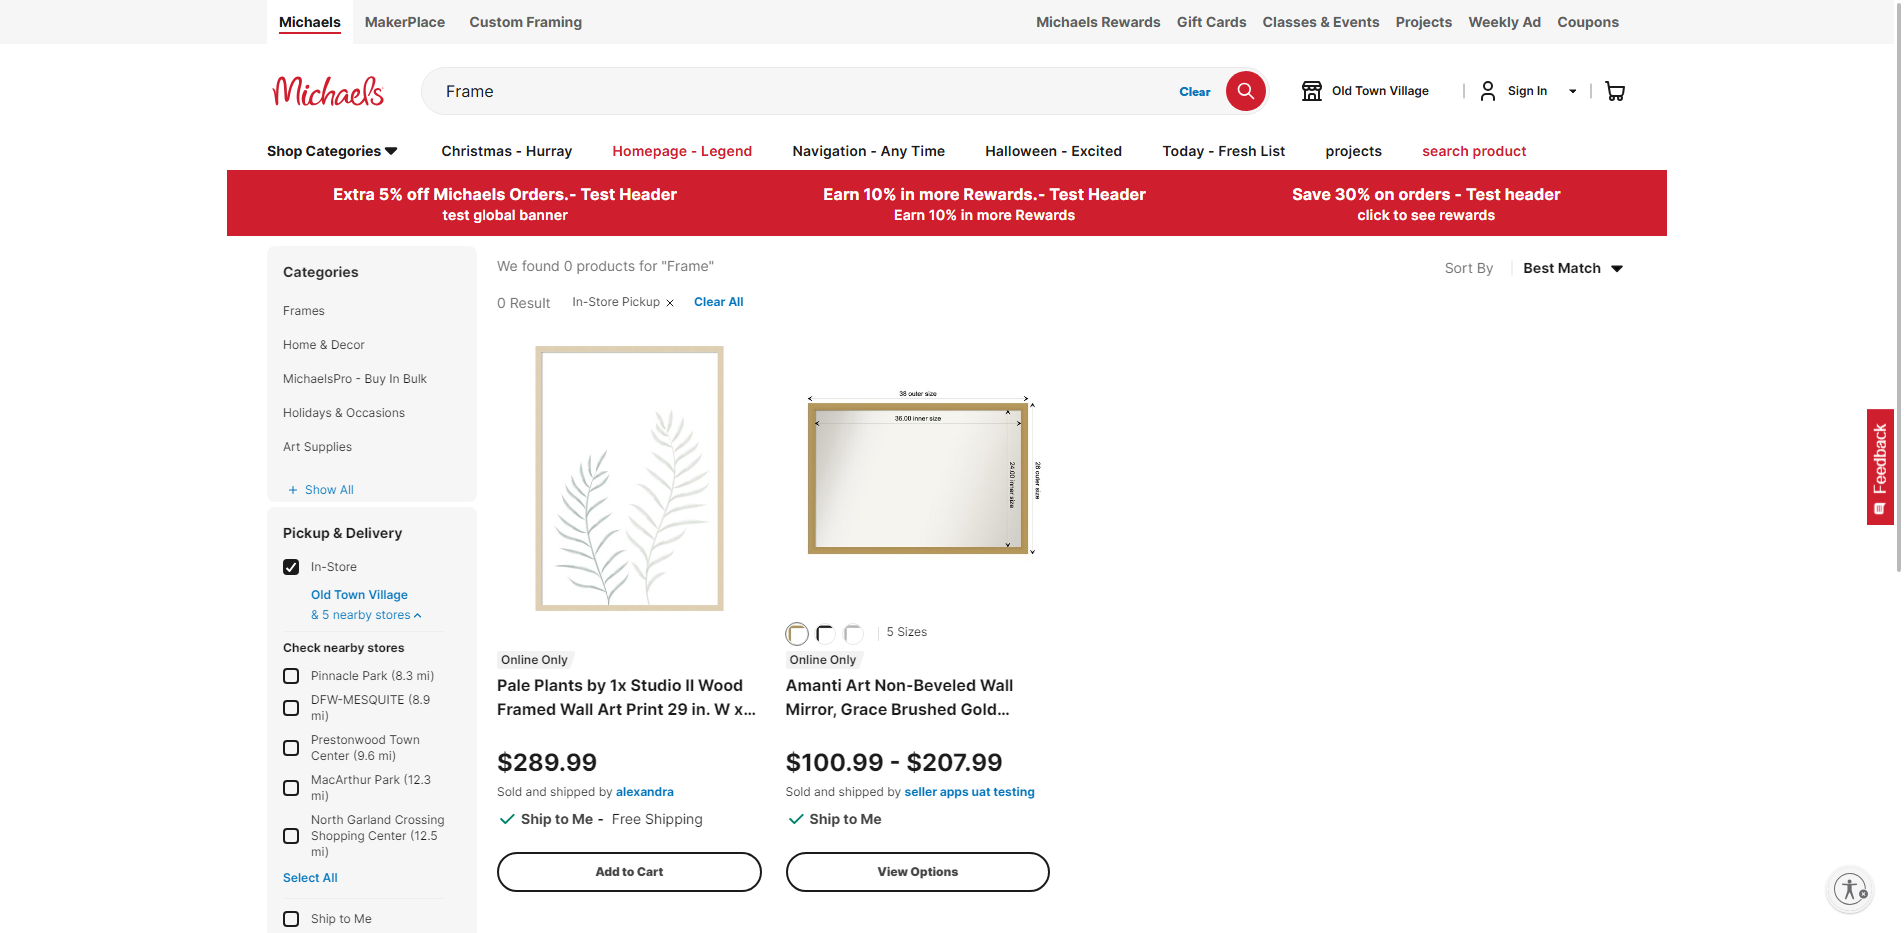 Michaels
MakerPlace
Custom Framing
Michaels Rewards
Gift Cards
Classes & Events
Projects
Weekly Ad
Coupons
Michaels
Frame
Clear
Old Town Village
Sign In
Shop Categories
Christmas - Hurray
Homepage - Legend
Navigation - Any Time
Halloween - Excited
Today - Fresh List
projects
search product
Extra 5% off Michaels Orders.- Test Header
test global banner
Earn 10% in more Rewards.- Test Header
Earn 10% in more Rewards
Save 30% on orders - Test header
click to see rewards
Categories
Frames
Home & Decor
MichaelsPro - Buy In Bulk
Holidays & Occasions
Art Supplies
+ Show All
Pickup & Delivery
In-Store
Old Town Village
& 5 nearby stores
Check nearby stores
Pinnacle Park (8.3 mi)
DFW-MESQUITE (8.9
mi)
Prestonwood Town
Center (9.6 mi)
MacArthur Park (12.3
mi)
North Garland Crossing
Shopping Center (12.5
mi)
Select All
Ship to Me
We found 0 products for "Frame"
Sort By
Best Match
0 Result
In-Store Pickup
Clear All
Online Only
Pale Plants by 1x Studio II Wood
Framed Wall Art Print 29 in. W x...
$289.99
Sold and shipped by alexandra
Ship to Me - Free Shipping
Add to Cart
38 outer size
36.00 inner size
24.00 inner size
26 outer size
5 Sizes
Online Only
Amanti Art Non-Beveled Wall
Mirror, Grace Brushed Gold...
$100.99 - $207.99
Sold and shipped by seller apps uat testing
Ship to Me
View Options
Feedback